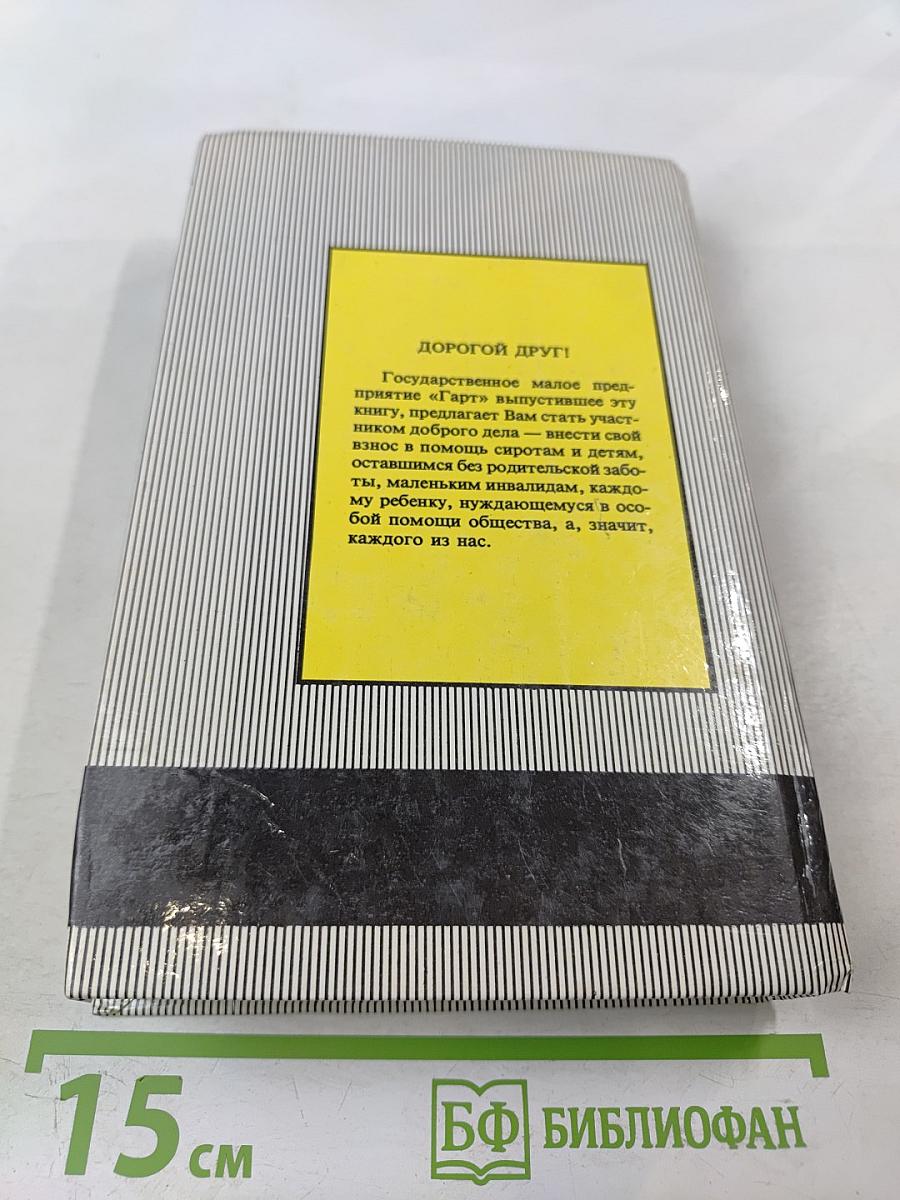 ДОРОГОЙ ДРУГ!
Государственное малое пред-
приятие «Гарт» выпустившее эту
книгу, предлагает Вам стать участ-
ником доброго дела — внести свой
взнос в помощь сиротам и детям,
оставшимся без родительской забо-
ты, маленьким инвалидам, каждо-
му ребенку, нуждающемуся в осо-
бой помощи общества, а, значит,
каждого из нас.
15 см
БФ БИБЛИОФАН